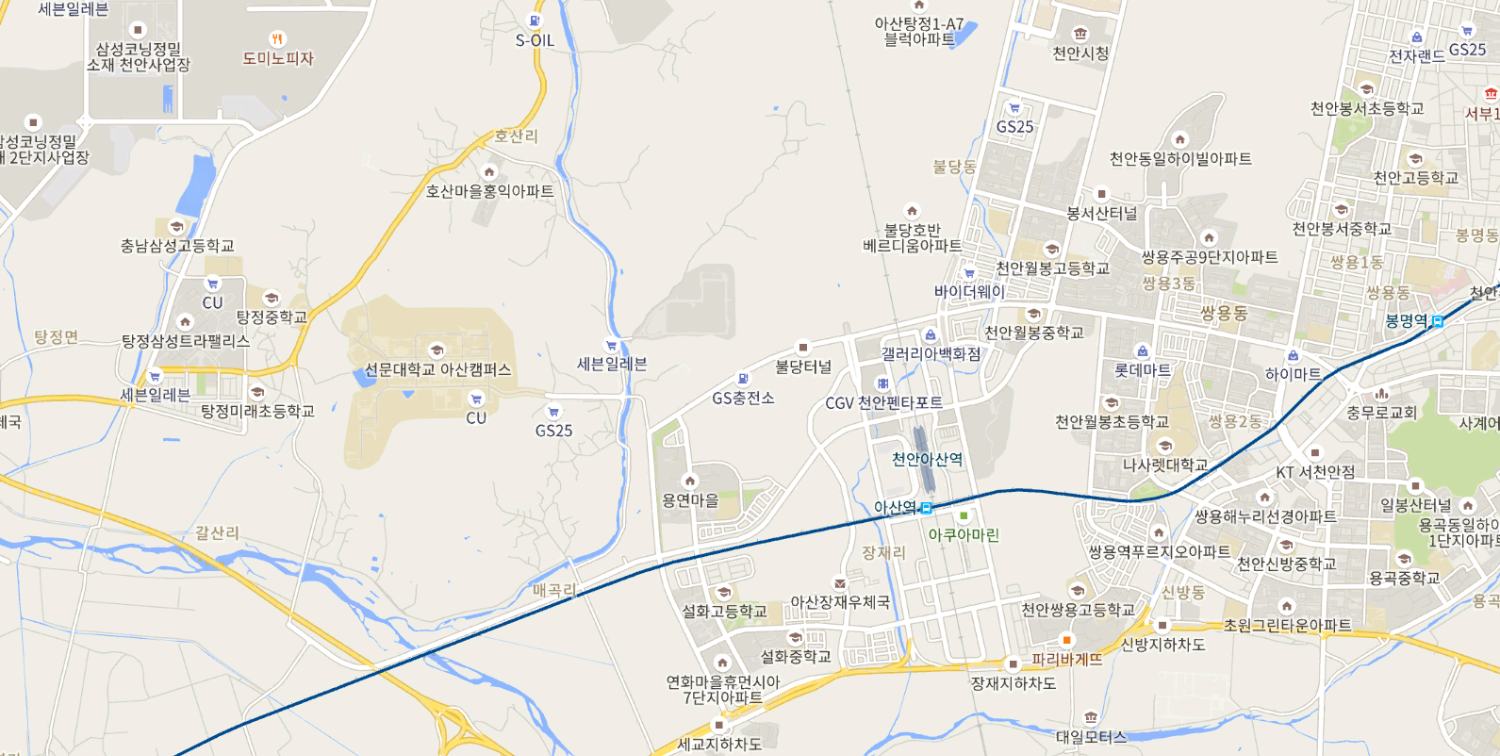 세븐일레븐
삼성코닝정밀
소재 천안사업장
도미노피자
S-OIL
아산탕정1-A7
블럭아파트
천안시청
전자랜드
GS25
천안봉서초등학교
서부1
삼성코닝정밀
재 2단지사업장
호산리
GS25
불당동
천안동일하이빌아파트
천안고등학교
호산마을홍익아파트
봉서산터널
충남삼성고등학교
불당호반
베르디움아파트
천안봉서중학교
봉명동
CU
탕정중학교
천안월봉고등학교
쌍용주공9단지아파트
쌍용1동
바이더웨이
쌍용3동
쌍용동
쌍용동
천안
탕정면
탕정삼성트라팰리스
천안월봉중학교
봉명역
선문대학교 아산캠퍼스
세븐일레븐
불당터널
갤러리아백화점
롯데마트
하이마트
세븐일레븐
탕정미래초등학교
CU
GS25
GS충전소
CGV 천안펜타포트
천안월봉초등학교
쌍용2동
충무로교회
체국
사계어
천안아산역
나사렛대학교
KT 서천안점
용연마을
아산역
아쿠아마린
쌍용해누리선경아파트
일봉산터널
용곡동일하이
1단지아파트
갈산리
장재리
쌍용역푸르지오아파트
천안신방중학교
용곡중학교
매곡리
신방동
용곡
설화고등학교
아산장재우체국
천안쌍용고등학교
초원그린타운아파트
설화중학교
파리바게뜨
신방지하차도
연화마을휴먼시아
7단지아파트
장재지하차도
세교지하차도
대일모터스